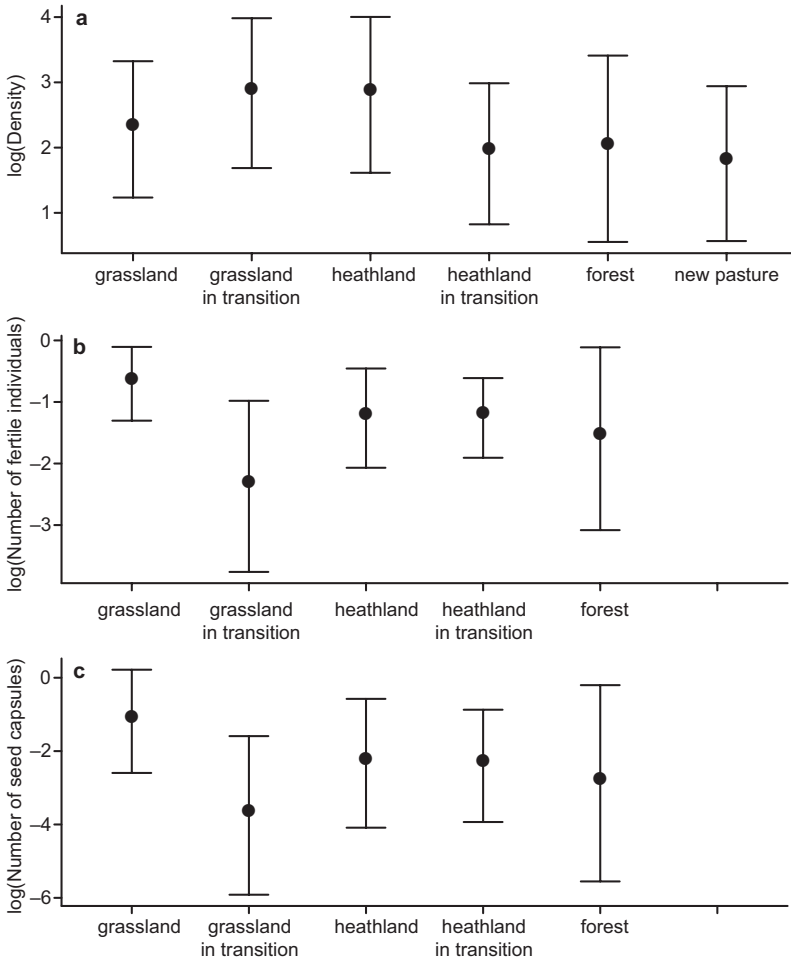 a
log(Density)
4
3
2
1
grassland
grassland
in transition
heathland
heathland
in transition
forest
new pasture
b
log(Number of fertile individuals)
0
–1
–2
–3
grassland
grassland
in transition
heathland
heathland
in transition
forest
c
log(Number of seed capsules)
0
–2
–4
–6
grassland
grassland
in transition
heathland
heathland
in transition
forest